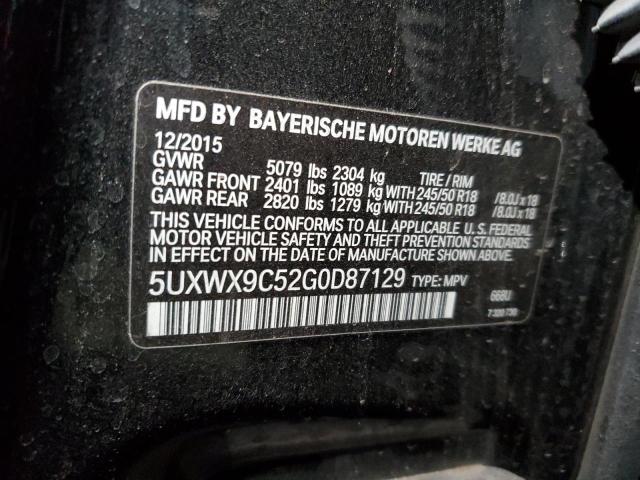 MFD BY BAYERISCHE MOTOREN WERKE AG
12/2015
GVWR 5079 lbs 2304 kg TIRE / RIM
GAWR FRONT 2401 lbs 1089 kg WITH 245/50 R18 /8.0J x 18
GAWR REAR 2820 lbs 1279 kg WITH 245/50 R18 /8.0J x 18
THIS VEHICLE CONFORMS TO ALL APPLICABLE U. S. FEDERAL
MOTOR VEHICLE SAFETY AND THEFT PREVENTION STANDARDS
IN EFFECT ON THE DATE OF MANUFACTURE SHOWN ABOVE
5UXWX9C52G0D87129 TYPE: MPV
668U
7 300 730